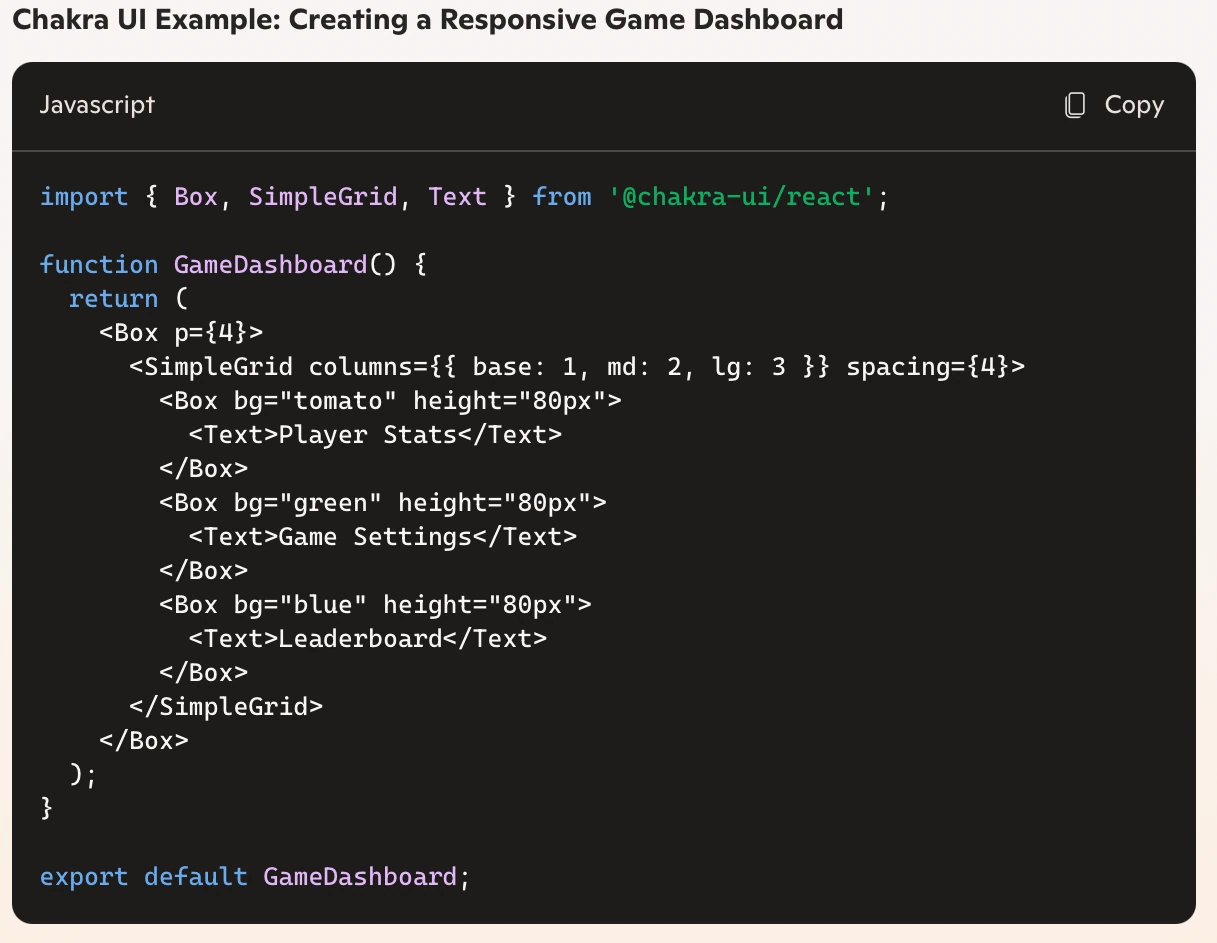 Chakra UI Example: Creating a Responsive Game Dashboard
Javascript
Copy
import { Box, SimpleGrid, Text } from '@chakra-ui/react';
function GameDashboard() {
  return (
    <Box p={4}>
      <SimpleGrid columns={{ base: 1, md: 2, lg: 3 }} spacing={4}>
        <Box bg="tomato" height="80px">
          <Text>Player Stats</Text>
        </Box>
        <Box bg="green" height="80px">
          <Text>Game Settings</Text>
        </Box>
        <Box bg="blue" height="80px">
          <Text>Leaderboard</Text>
        </Box>
      </SimpleGrid>
    </Box>
  );
}
export default GameDashboard;